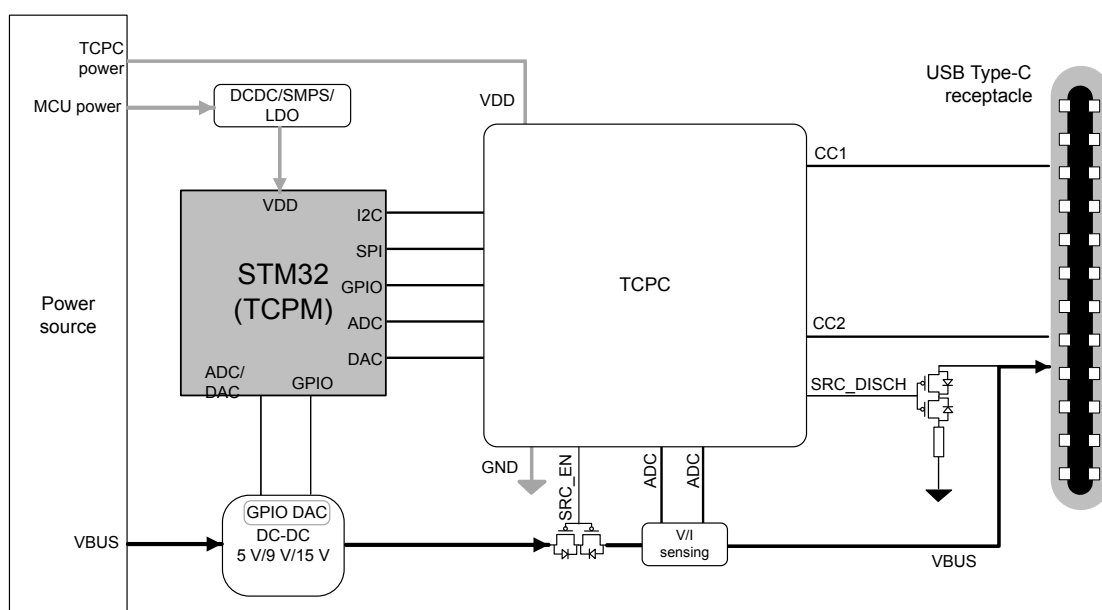 TCPC
power
MCU power
Power
source
VBUS
DCDC/SMPS/
LDO
VDD
STM32
(TCPM)
I2C
SPI
GPIO
ADC
DAC
ADC/
DAC
GPIO
GPIO DAC
DC-DC
5 V/9 V/15 V
VDD
TCPC
GND
SRC_EN
ADC
ADC
V/I
sensing
VBUS
CC1
CC2
SRC_DISCH
USB Type-C
receptacle